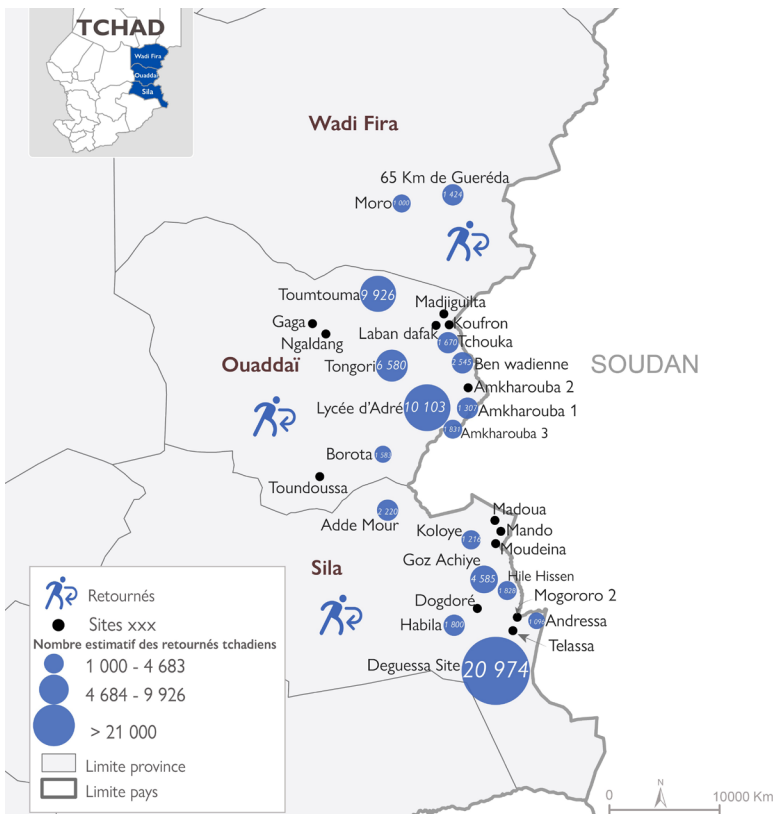 TCHAD
Wadi Fira
Ouaddaï
Sila
Wadi Fira
65 Km de Gueréda
1 424
Moro
1 000
Toumtouma
9 926
Madjiguilta
Gaga
Laban dafak
Koufron
Ngaldang
1 670
Tchouka
Ouaddaï
Tongori
6 580
2 545
Ben wadienne
SOUDAN
Amkharouba 2
Lycée d'Adré
10 103
1 307
Amkharouba 1
1 831
Amkharouba 3
Borota
1 583
Toundoussa
Madoua
Adde Mour
2 220
Koloye
1 216
Mando
Moudeina
Goz Achiye
Sila
4 585
Hile Hissen
1 828
Dogdoré
Mogororo 2
Habila
1 800
1 096
Andressa
Telassa
Deguessa Site
20 974
Retournés
Sites xxx
Nombre estimatif des retournés tchadiens
1 000 - 4 683
4 684 - 9 926
> 21 000
Limite province
Limite pays
N
0
10000 Km